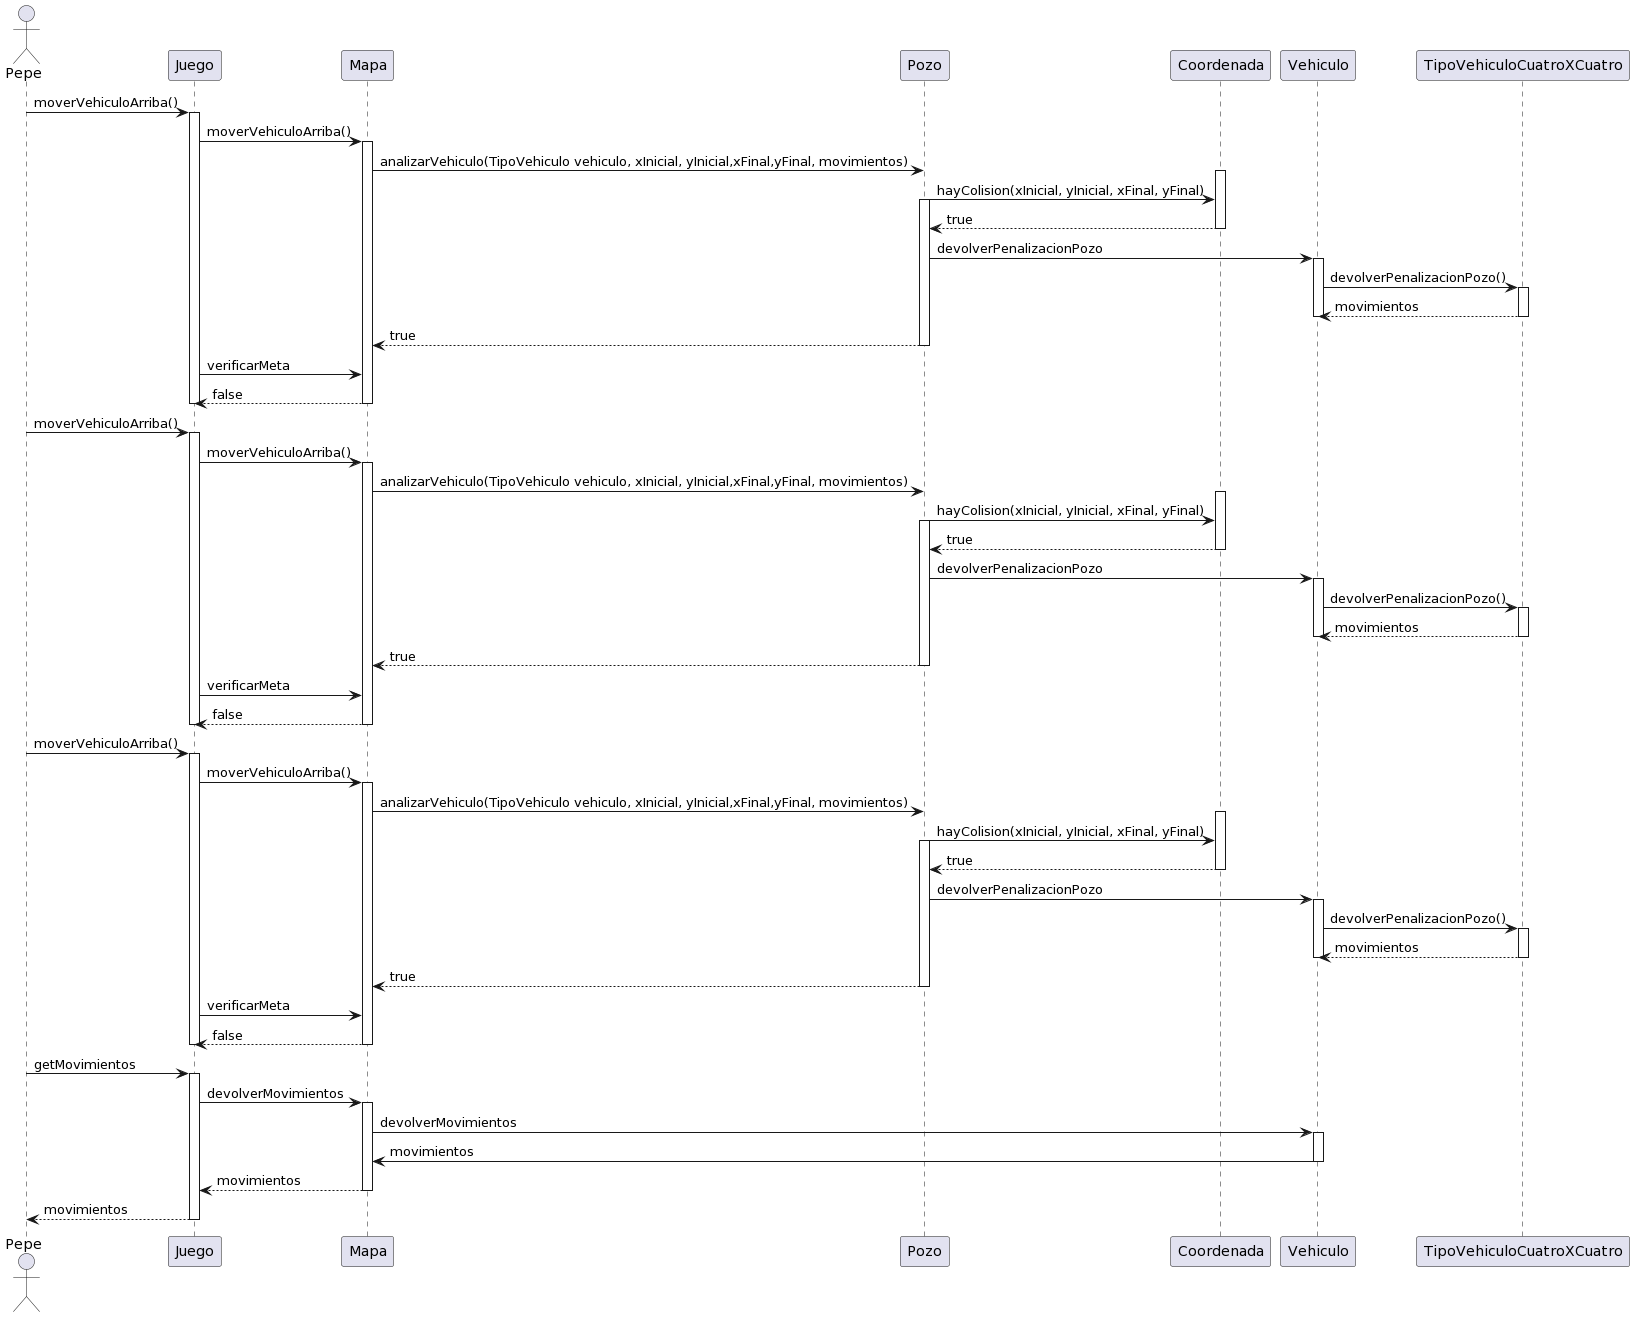 Pepe
Juego
Mapa
Pozo
Coordenada
Vehiculo
TipoVehiculoCuatroXCuatro
moverVehiculoArriba()
moverVehiculoArriba()
analizarVehiculo(TipoVehiculo vehiculo, xInicial, yInicial,xFinal,yFinal, movimientos)
hayColision(xInicial, yInicial, xFinal, yFinal)
true
devolverPenalizacionPozo
devolverPenalizacionPozo()
movimientos
true
verificarMeta
false
moverVehiculoArriba()
moverVehiculoArriba()
analizarVehiculo(TipoVehiculo vehiculo, xInicial, yInicial,xFinal,yFinal, movimientos)
hayColision(xInicial, yInicial, xFinal, yFinal)
true
devolverPenalizacionPozo
devolverPenalizacionPozo()
movimientos
true
verificarMeta
false
moverVehiculoArriba()
moverVehiculoArriba()
analizarVehiculo(TipoVehiculo vehiculo, xInicial, yInicial,xFinal,yFinal, movimientos)
hayColision(xInicial, yInicial, xFinal, yFinal)
true
devolverPenalizacionPozo
devolverPenalizacionPozo()
movimientos
true
verificarMeta
false
getMovimientos
devolverMovimientos
devolverMovimientos
movimientos
movimientos
movimientos
Pepe
Juego
Mapa
Pozo
Coordenada
Vehiculo
TipoVehiculoCuatroXCuatro